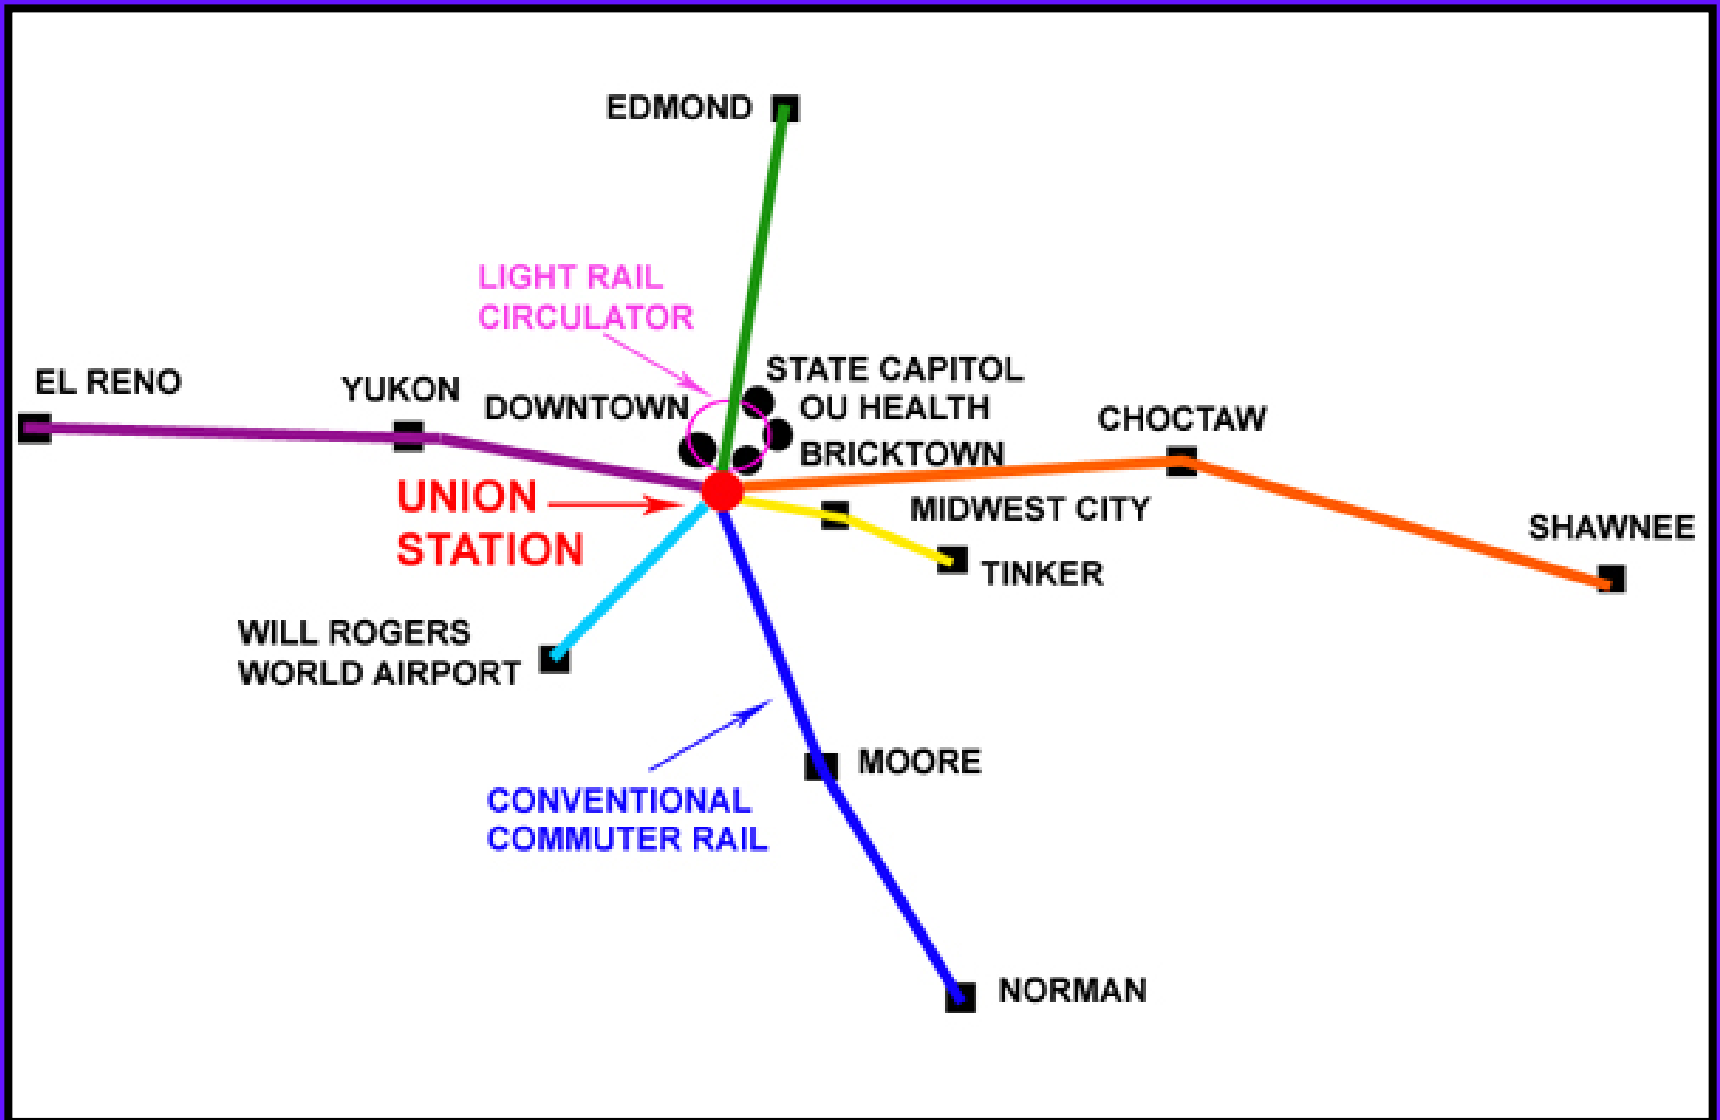 EDMOND
LIGHT RAIL
CIRCULATOR
EL RENO
YUKON
DOWNTOWN
STATE CAPITOL
OU HEALTH
BRICKTOWN
CHOCTAW
UNION
STATION
MIDWEST CITY
SHAWNEE
TINKER
WILL ROGERS
WORLD AIRPORT
MOORE
CONVENTIONAL
COMMUTER RAIL
NORMAN